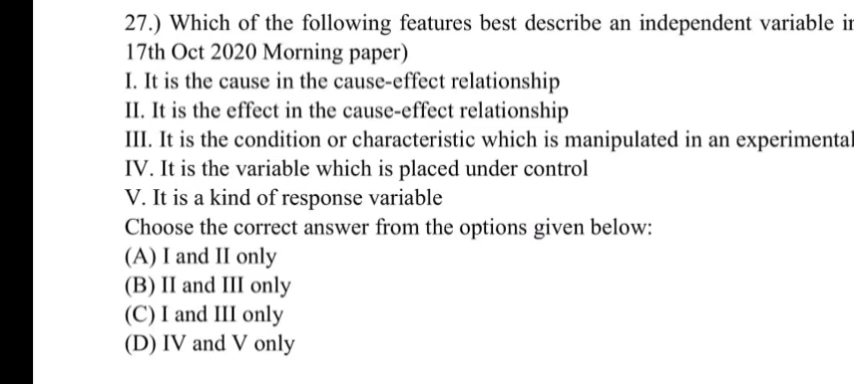 27.) Which of the following features best describe an independent variable in
17th Oct 2020 Morning paper)
I. It is the cause in the cause-effect relationship
II. It is the effect in the cause-effect relationship
III. It is the condition or characteristic which is manipulated in an experimental
IV. It is the variable which is placed under control
V. It is a kind of response variable
Choose the correct answer from the options given below:
(A) I and II only
(B) II and III only
(C) I and III only
(D) IV and V only